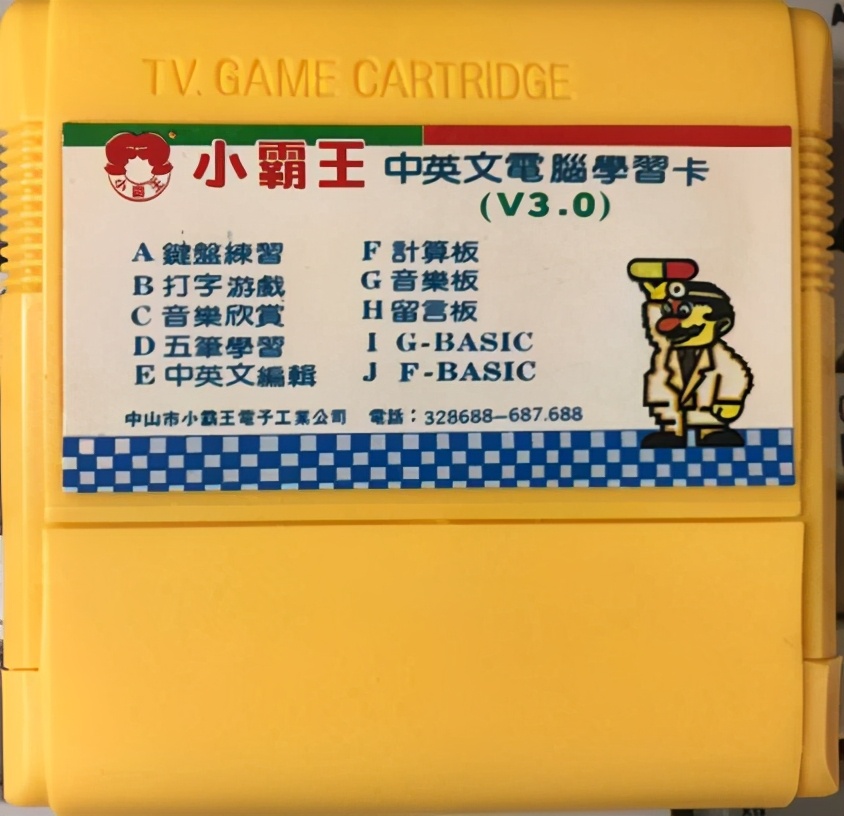 TV. GAME CARTRIDGE
小霸王
小霸王 中英文電腦學習卡
(V3.0)
A 鍵盤練習
B 打字游戲
C 音樂欣賞
D 五筆學習
E 中英文編輯
F 計算板
G 音樂板
H 留言板
I G-BASIC
J F-BASIC
中山市小霸王電子工業公司 電話：328688-687.688